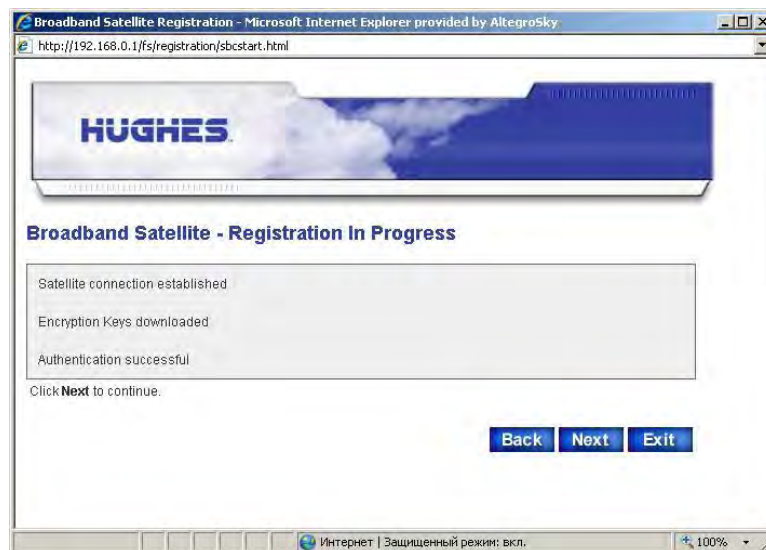 Broadband Satellite Registration - Microsoft Internet Explorer provided by AltegroSky
http://192.168.0.1/fs/registration/sbcstart.html
HUGHES.
Broadband Satellite - Registration In Progress
Satellite connection established
Encryption Keys downloaded
Authentication successful
Click Next to continue.
Back Next Exit
Интернет | Защищенный режим: вкл. 100%